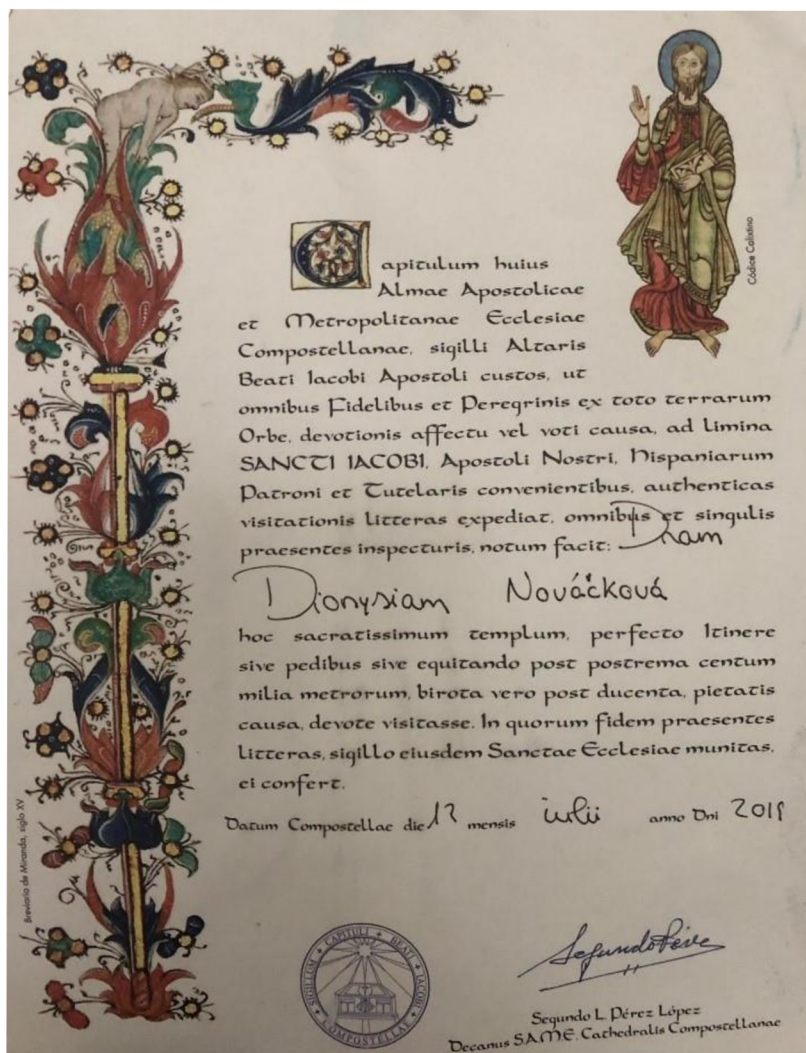 Códice Calixtino
Capitulum huius
Almae Apostolicae
et Metropolitanae Ecclesiae
Compostellanae, sigilli Altaris
Beati Iacobi Apostoli custos, ut
omnibus Fidelibus et Peregrinis ex toto terrarum
Orbe, devotionis affectu vel voti causa, ad limina
SANCTI IACOBI, Apostoli Nostri, Hispaniarum
Patroni et Tutelaris convenientibus, authenticas
visitationis litteras expediat, omnibus et singulis
praesentes inspecturis, notum facit: Dnam
Dionysiam Nováčková
hoc sacratissimum templum, perfecto Itinere
sive pedibus sive equitando post postrema centum
milia metrorum, birota vero post ducenta, pietatis
causa, devote visitasse. In quorum fidem praesentes
litteras, sigillo eiusdem Sanctae Ecclesiae munitas,
ei confert.
Datum Compostellae die mensis iulii anno Dni
Breviario de Miranda, siglo XV
SIGILLUM CAPITULI BEATI IACOBI
COMPOSTELLAE
Segundo L. Pérez López
Decanus S.A.M.E. Cathedralis Compostellanae